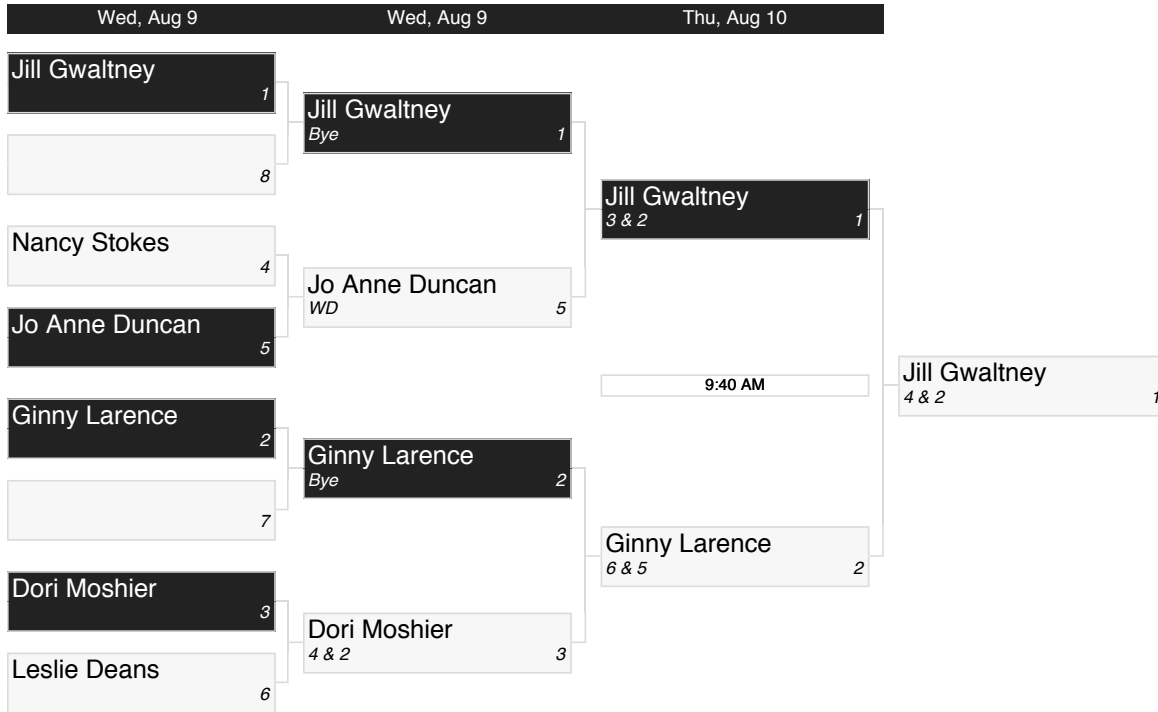 Wed, Aug 9
Wed, Aug 9
Thu, Aug 10
Jill Gwaltney
1
8
Nancy Stokes
4
Jo Anne Duncan
5
Ginny Larence
2
7
Dori Moshier
3
Leslie Deans
6
Jill Gwaltney
Bye 1
Jo Anne Duncan
WD 5
Ginny Larence
Bye 2
Dori Moshier
4 & 2 3
Jill Gwaltney
3 & 2 1
9:40 AM
Ginny Larence
6 & 5 2
Jill Gwaltney
4 & 2 1